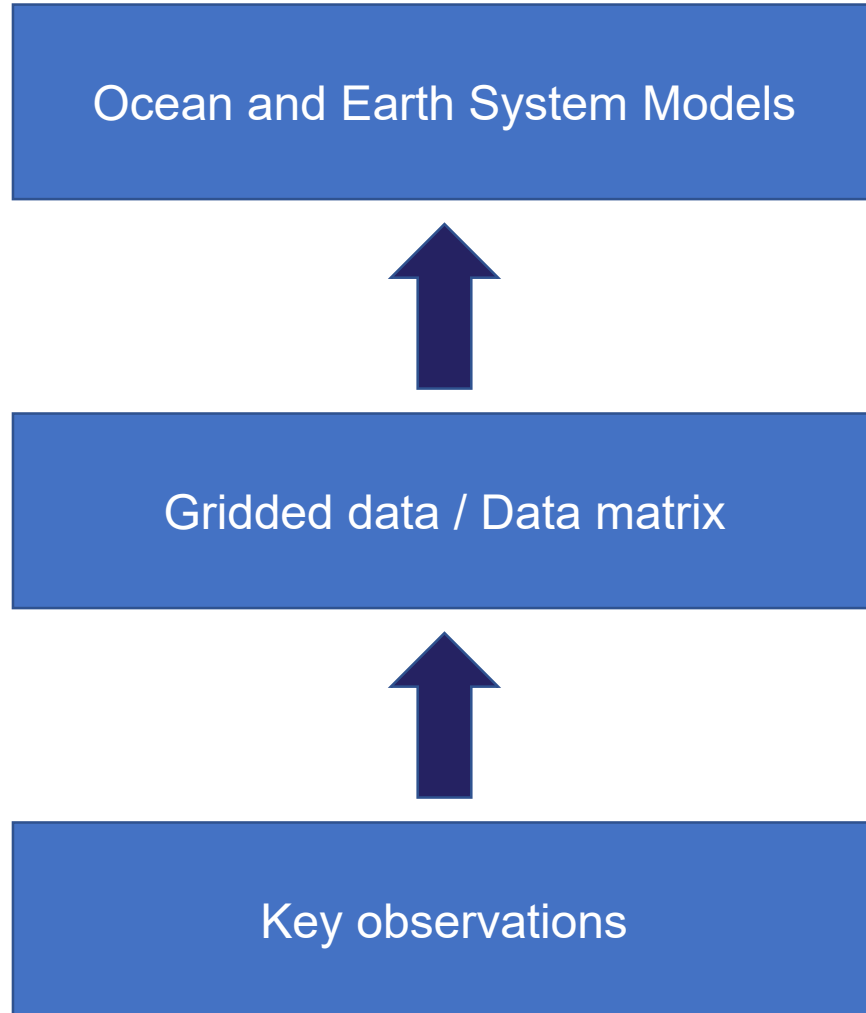 Ocean and Earth System Models
Gridded data / Data matrix
Key observations